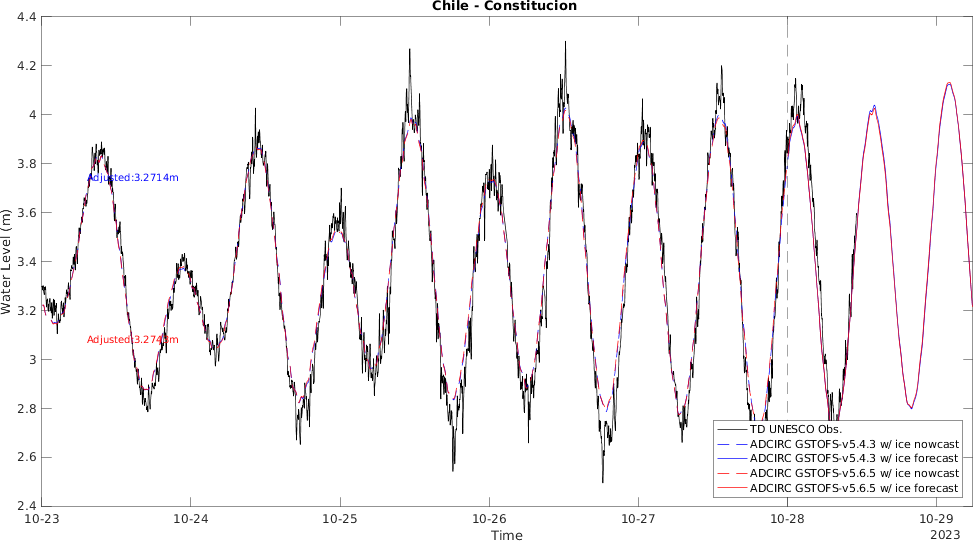 Chile - Constitucion
4.4
4.2
4
3.8
3.6
3.4
3.2
3
2.8
2.6
2.4
Water Level (m)
Adjusted:3.2714m
Adjusted:3.2743m
TD UNESCO Obs.
ADCIRC GSTOFS-v5.4.3 w/ ice nowcast
ADCIRC GSTOFS-v5.4.3 w/ ice forecast
ADCIRC GSTOFS-v5.6.5 w/ ice nowcast
ADCIRC GSTOFS-v5.6.5 w/ ice forecast
10-23 10-24 10-25 10-26 10-27 10-28 10-29
2023
Time